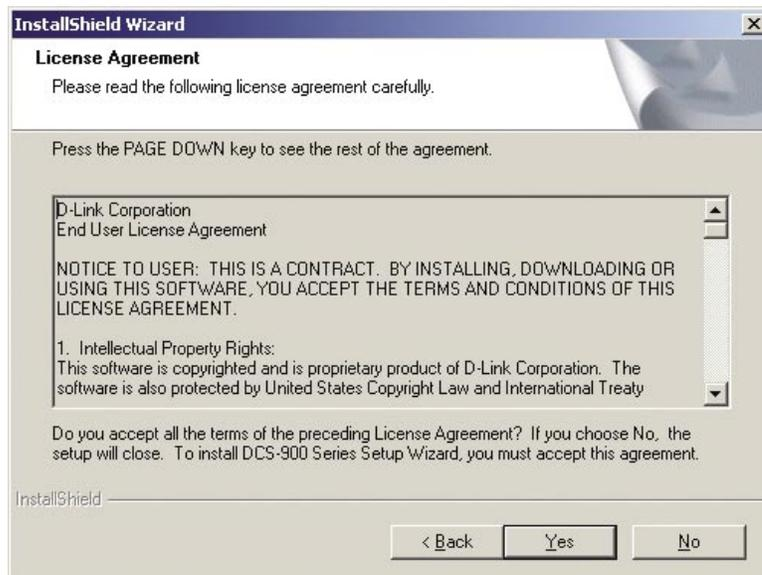 InstallShield Wizard
License Agreement
Please read the following license agreement carefully.
Press the PAGE DOWN key to see the rest of the agreement.
D-Link Corporation
End User License Agreement
NOTICE TO USER:  THIS IS A CONTRACT.  BY INSTALLING, DOWNLOADING OR
USING THIS SOFTWARE, YOU ACCEPT THE TERMS AND CONDITIONS OF THIS
LICENSE AGREEMENT.
1.  Intellectual Property Rights:
This software is copyrighted and is proprietary product of D-Link Corporation.  The
software is also protected by United States Copyright Law and International Treaty
Do you accept all the terms of the preceding License Agreement?  If you choose No,  the
setup will close.  To install DCS-900 Series Setup Wizard, you must accept this agreement.
InstallShield
< Back
Yes
No